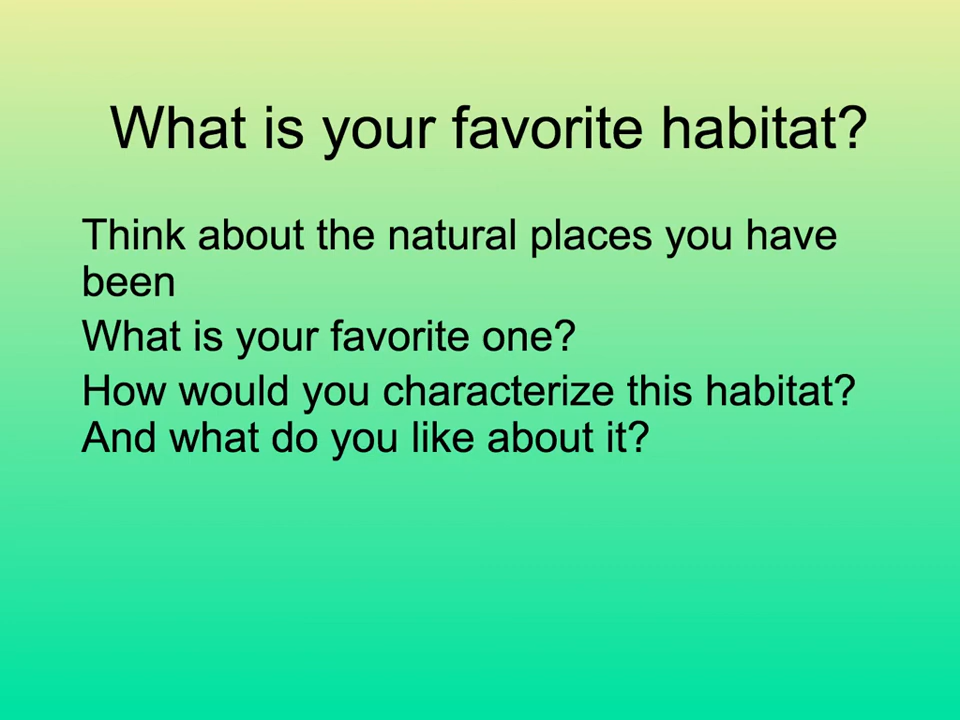 What is your favorite habitat?
Think about the natural places you have
been
What is your favorite one?
How would you characterize this habitat?
And what do you like about it?